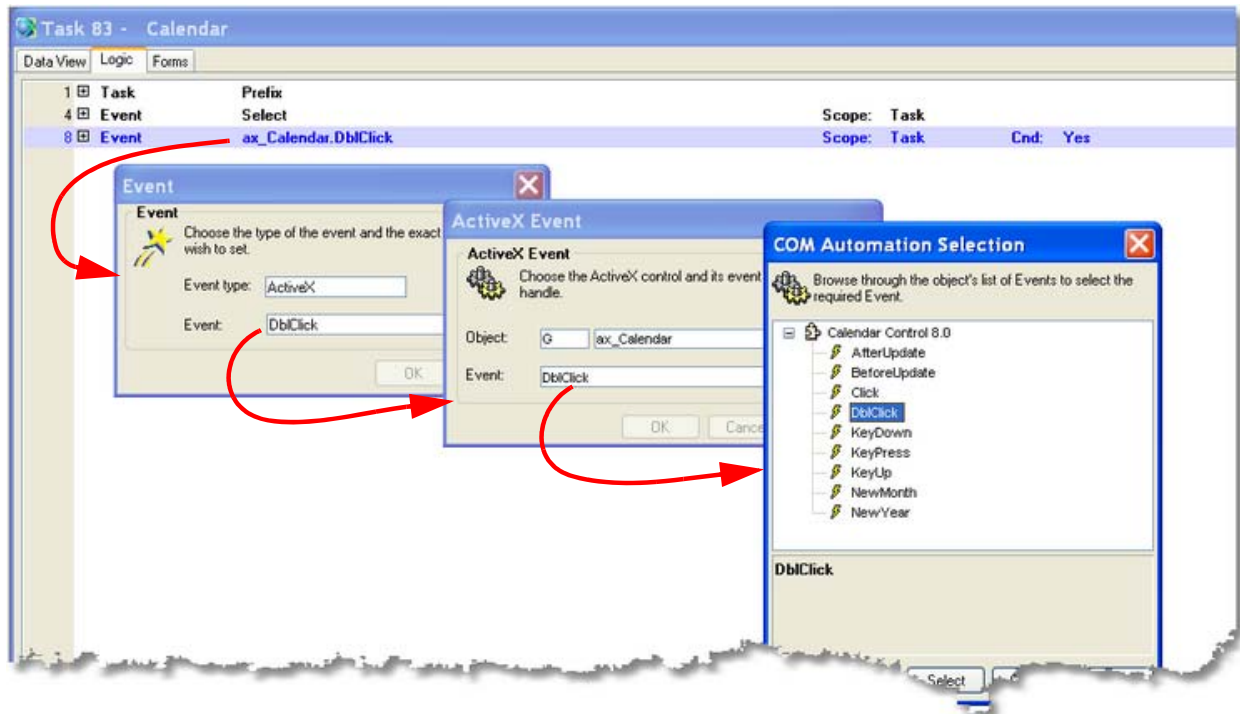 Task 83 - Calendar
Data View Logic Forms
1 Task Prefix
4 Event Select Scope: Task
8 Event ax_Calendar.DblClick Scope: Task Cnd: Yes
Event
Event
Choose the type of the event and the exact
wish to set.
Event type: ActiveX
Event: DblClick
OK
ActiveX Event
ActiveX Event
Choose the ActiveX control and its event
handle.
Object: G ax_Calendar
Event: DblClick
OK Cance
COM Automation Selection
Browse through the object's list of Events to select the
required Event.
Calendar Control 8.0
AfterUpdate
BeforeUpdate
Click
DblClick
KeyDown
KeyPress
KeyUp
NewMonth
NewYear
DblClick
Select